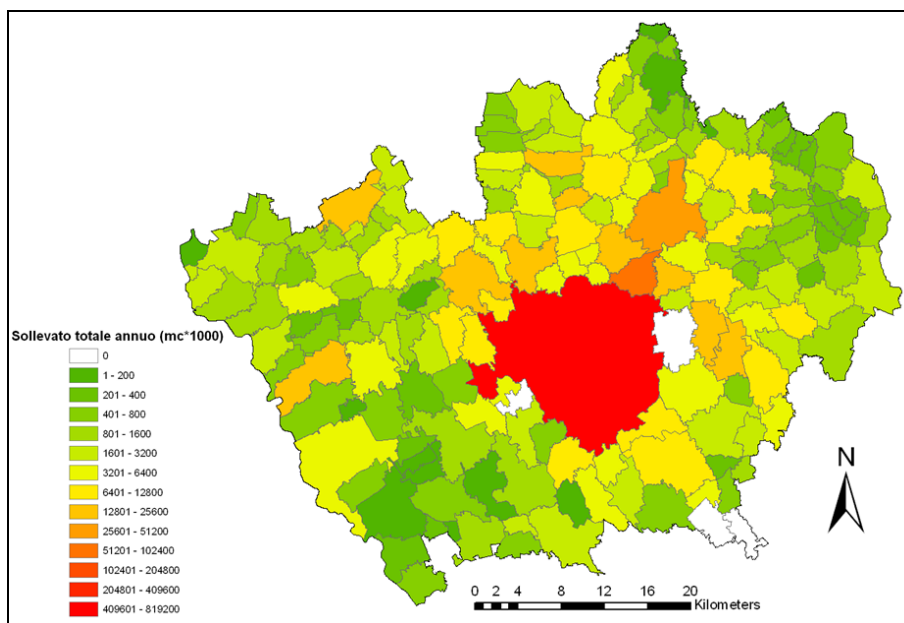 N
Sollevato totale annuo (mc*1000)
0
1 - 200
201 - 400
401 - 800
801 - 1600
1601 - 3200
3201 - 6400
6401 - 12800
12801 - 25600
25601 - 51200
51201 - 102400
102401 - 204800
204801 - 409600
409601 - 819200
0 2 4 8 12 16 20
Kilometers